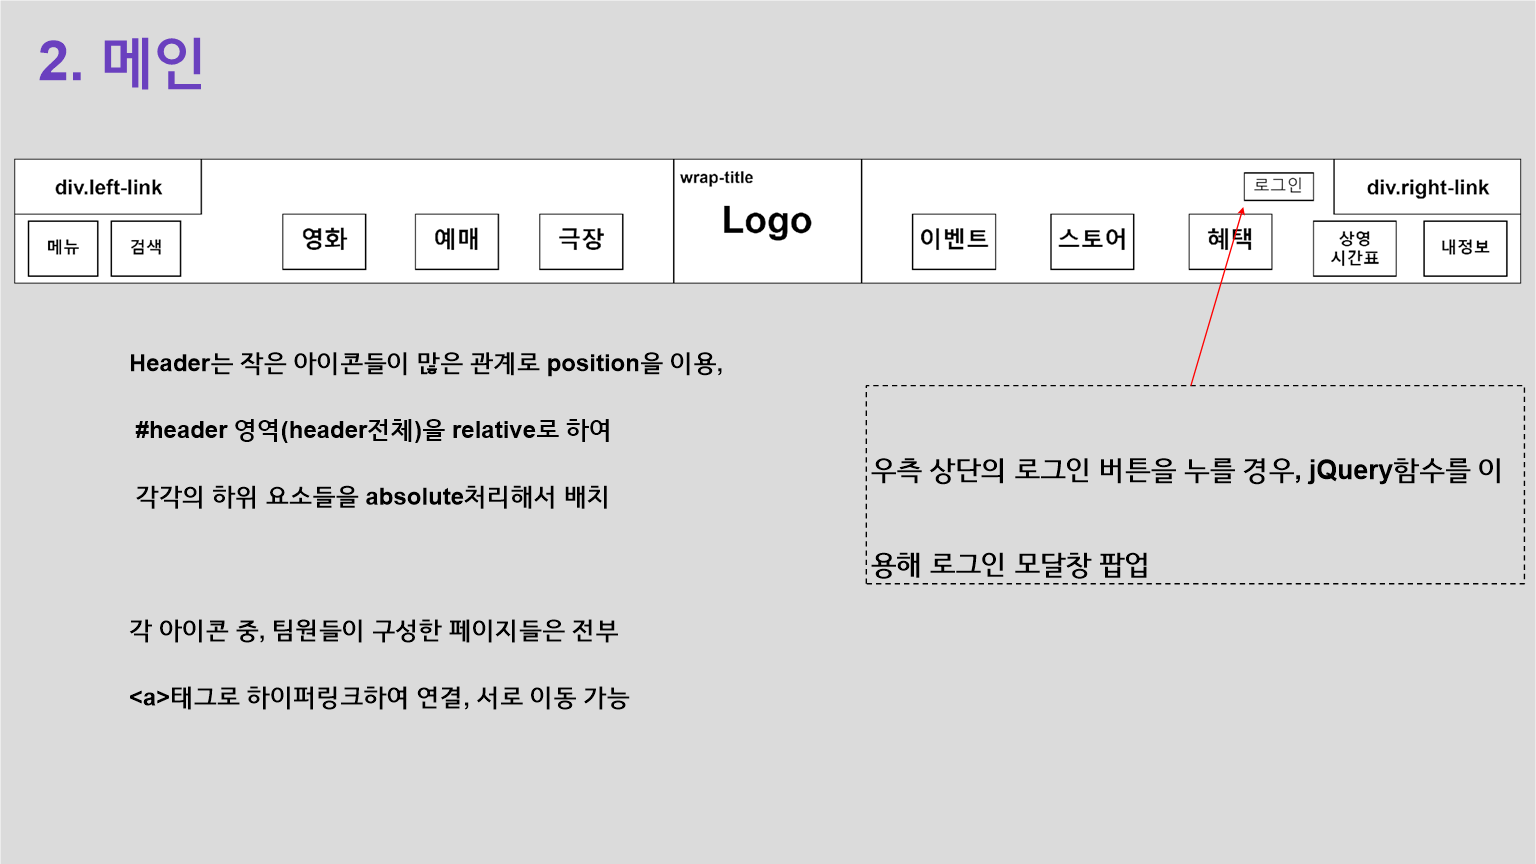 2. 메인
div.left-link
wrap-title
로그인
div.right-link
Logo
메뉴
검색
영화
예매
극장
이벤트
스토어
혜택
상영
시간표
내정보
Header는 작은 아이콘들이 많은 관계로 position을 이용,
#header 영역(header전체)을 relative로 하여
각각의 하위 요소들을 absolute처리해서 배치
우측 상단의 로그인 버튼을 누를 경우, jQuery함수를 이
용해 로그인 모달창 팝업
각 아이콘 중, 팀원들이 구성한 페이지들은 전부
<a>태그로 하이퍼링크하여 연결, 서로 이동 가능